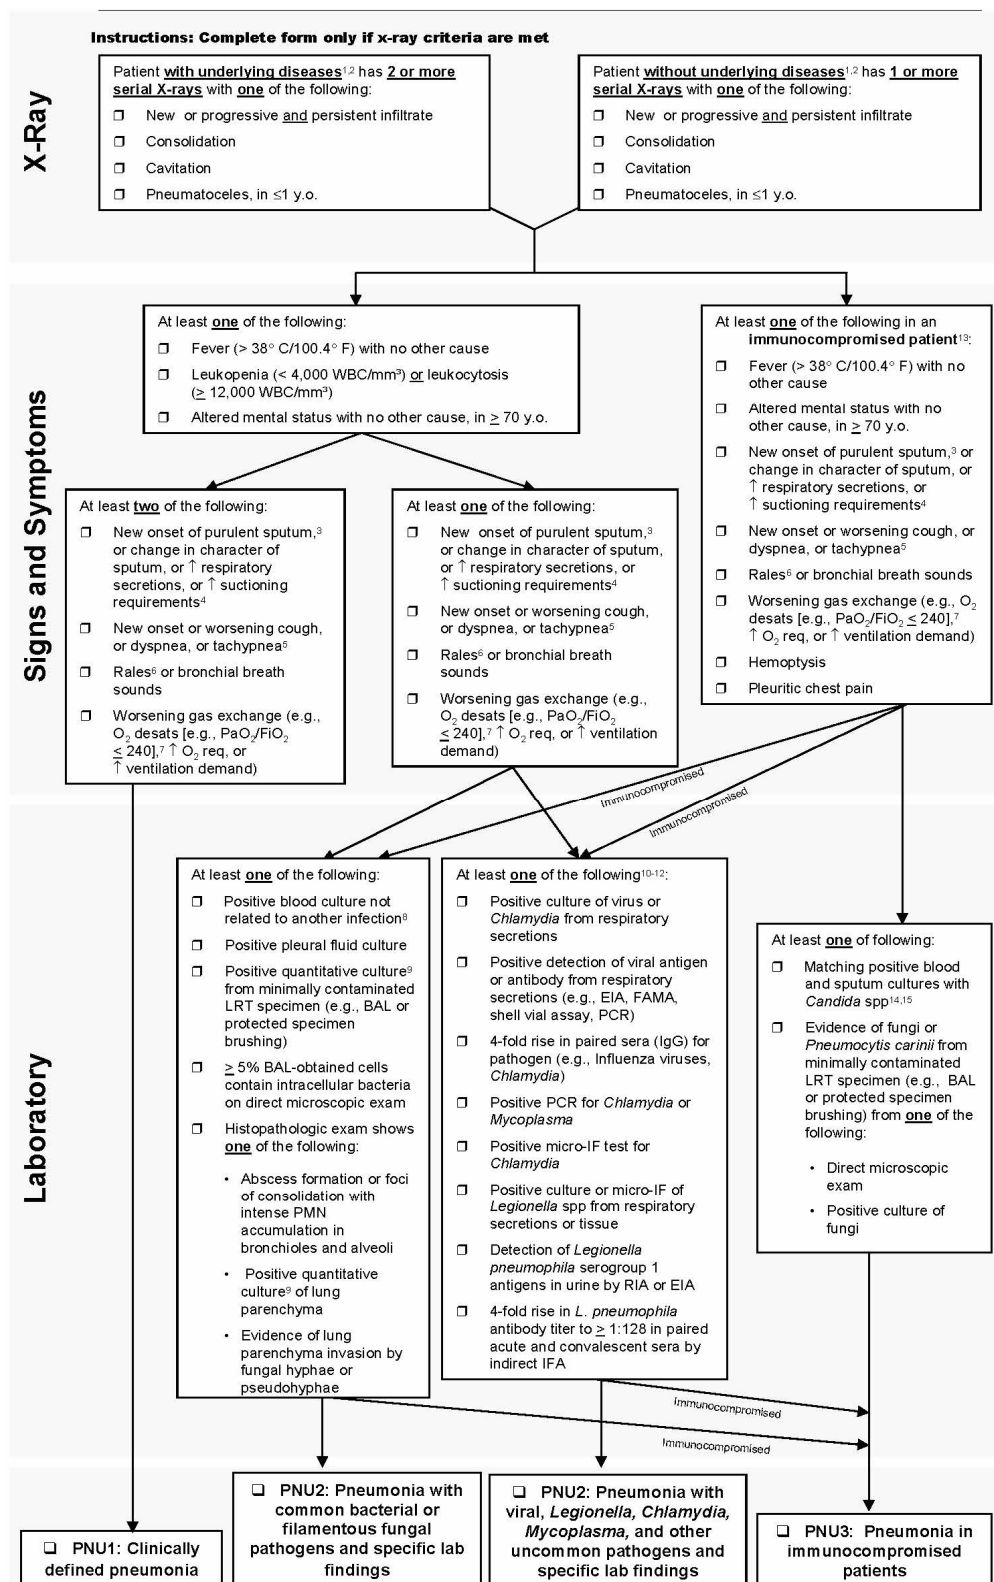 Instructions: Complete form only if x-ray criteria are met
X-Ray
Patient with underlying diseases1,2 has 2 or more
serial X-rays with one of the following:
❒ New or progressive and persistent infiltrate
❒ Consolidation
❒ Cavitation
❒ Pneumatoceles, in ≤1 y.o.
Patient without underlying diseases1,2 has 1 or more
serial X-rays with one of the following:
❒ New or progressive and persistent infiltrate
❒ Consolidation
❒ Cavitation
❒ Pneumatoceles, in ≤1 y.o.
Signs and Symptoms
At least one of the following:
❒ Fever (> 38° C/100.4° F) with no other cause
❒ Leukopenia (< 4,000 WBC/mm³) or leukocytosis
(≥ 12,000 WBC/mm³)
❒ Altered mental status with no other cause, in ≥ 70 y.o.
At least one of the following in an
immunocompromised patient13:
❒ Fever (> 38° C/100.4° F) with no
other cause
❒ Altered mental status with no
other cause, in ≥ 70 y.o.
❒ New onset of purulent sputum,3 or
change in character of sputum, or
↑ respiratory secretions, or
↑ suctioning requirements4
❒ New onset or worsening cough, or
dyspnea, or tachypnea5
❒ Rales6 or bronchial breath sounds
❒ Worsening gas exchange (e.g., O2
desats [e.g., PaO2/FiO2 ≤ 240],7
↑ O2 req, or ↑ ventilation demand)
❒ Hemoptysis
❒ Pleuritic chest pain
At least two of the following:
❒ New onset of purulent sputum,3
or change in character of
sputum, or ↑ respiratory
secretions, or ↑ suctioning
requirements4
❒ New onset or worsening cough,
or dyspnea, or tachypnea5
❒ Rales6 or bronchial breath
sounds
❒ Worsening gas exchange (e.g.,
O2 desats [e.g., PaO2/FiO2
≤ 240],7 ↑ O2 req, or
↑ ventilation demand)
At least one of the following:
❒ New onset of purulent sputum,3
or change in character of sputum,
or ↑ respiratory secretions, or
↑ suctioning requirements4
❒ New onset or worsening cough,
or dyspnea, or tachypnea5
❒ Rales6 or bronchial breath
sounds
❒ Worsening gas exchange (e.g.,
O2 desats [e.g., PaO2/FiO2
≤ 240],7 ↑ O2 req, or ↑ ventilation
demand)
Immunocompromised
Immunocompromised
Laboratory
At least one of the following:
❒ Positive blood culture not
related to another infection8
❒ Positive pleural fluid culture
❒ Positive quantitative culture9
from minimally contaminated
LRT specimen (e.g., BAL or
protected specimen
brushing)
❒ ≥ 5% BAL-obtained cells
contain intracellular bacteria
on direct microscopic exam
❒ Histopathologic exam shows
one of the following:
• Abscess formation or foci
of consolidation with
intense PMN
accumulation in
bronchioles and alveoli
• Positive quantitative
culture9 of lung
parenchyma
• Evidence of lung
parenchyma invasion by
fungal hyphae or
pseudohyphae
At least one of the following10-12:
❒ Positive culture of virus or
Chlamydia from respiratory
secretions
❒ Positive detection of viral antigen
or antibody from respiratory
secretions (e.g., EIA, FAMA,
shell vial assay, PCR)
❒ 4-fold rise in paired sera (IgG) for
pathogen (e.g., Influenza viruses,
Chlamydia)
❒ Positive PCR for Chlamydia or
Mycoplasma
❒ Positive micro-IF test for
Chlamydia
❒ Positive culture or micro-IF of
Legionella spp from respiratory
secretions or tissue
❒ Detection of Legionella
pneumophila serogroup 1
antigens in urine by RIA or EIA
❒ 4-fold rise in L. pneumophila
antibody titer to ≥ 1:128 in paired
acute and convalescent sera by
indirect IFA
At least one of following:
❒ Matching positive blood
and sputum cultures with
Candida spp14,15
❒ Evidence of fungi or
Pneumocytis carinii from
minimally contaminated
LRT specimen (e.g., BAL
or protected specimen
brushing) from one of the
following:
• Direct microscopic
exam
• Positive culture of
fungi
Immunocompromised
Immunocompromised
❑ PNU1: Clinically
defined pneumonia
❑ PNU2: Pneumonia with
common bacterial or
filamentous fungal
pathogens and specific lab
findings
❑ PNU2: Pneumonia with
viral, Legionella, Chlamydia,
Mycoplasma, and other
uncommon pathogens and
specific lab findings
❑ PNU3: Pneumonia in
immunocompromised
patients